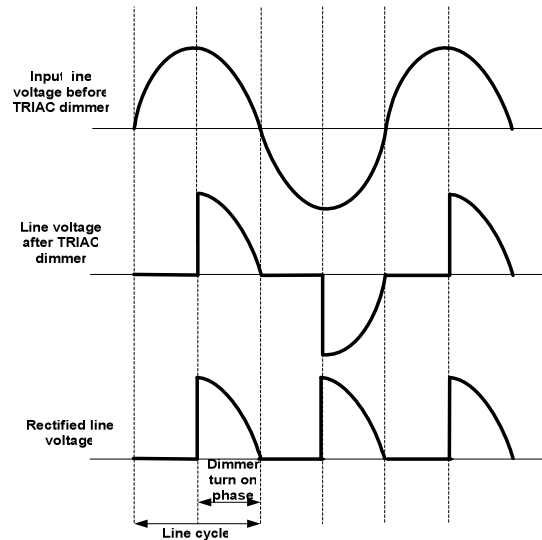 Input line
voltage before
TRIAC dimmer
Line voltage
after TRIAC
dimmer
Rectified line
voltage
Dimmer
turn on
phase
Line cycle